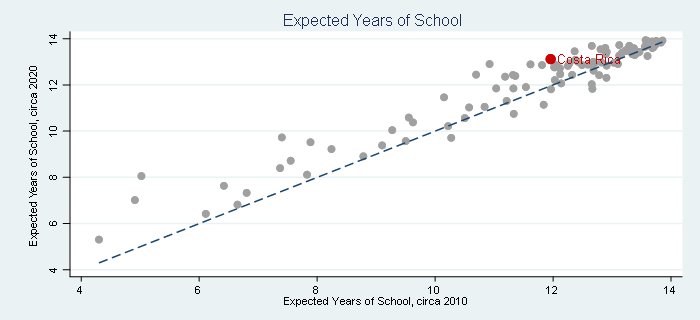 Expected Years of School
Expected Years of School, circa 2020
14
12
10
8
6
4
Costa Rica
4 6 8 10 12 14
Expected Years of School, circa 2010